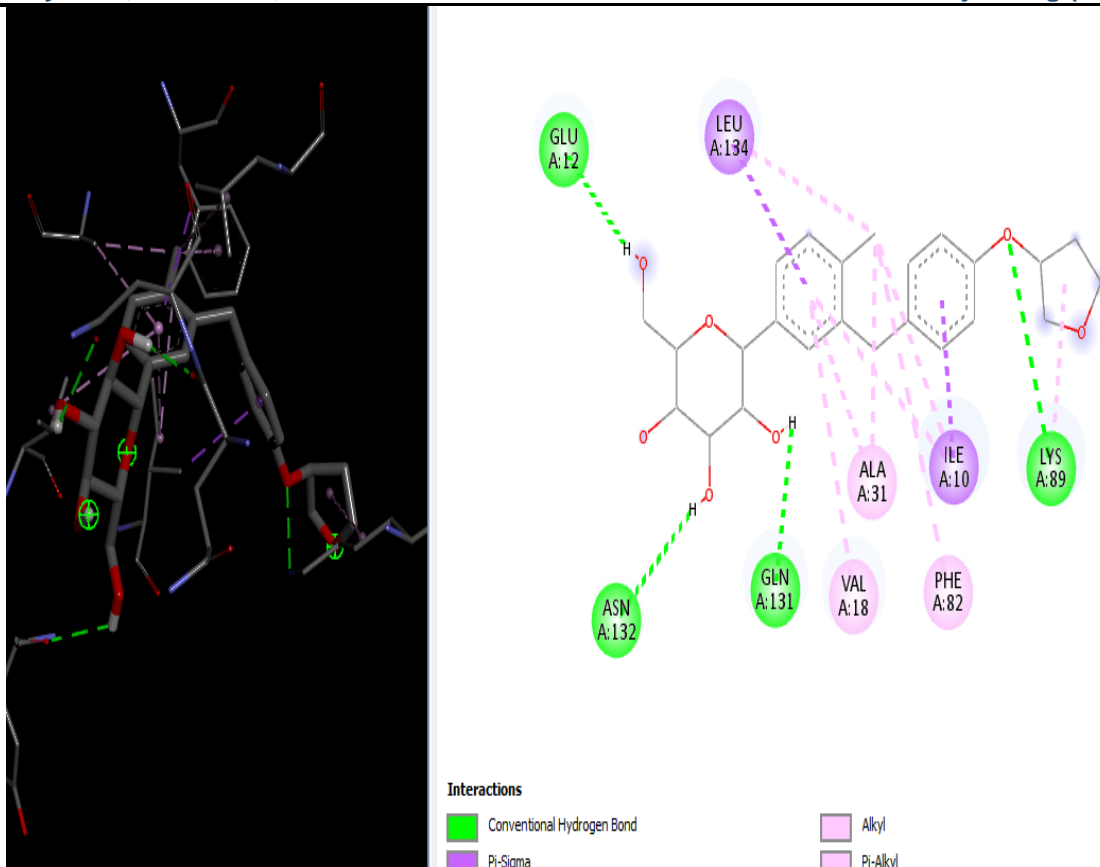 GLU
A:12
LEU
A:134
H
O
O
O
O
O
O
H
O
O
H
ALA
A:31
ILE
A:10
LYS
A:89
ASN
A:132
GLN
A:131
VAL
A:18
PHE
A:82
Interactions
Conventional Hydrogen Bond
Alkyl
Pi-Sigma
Pi-Alkyl